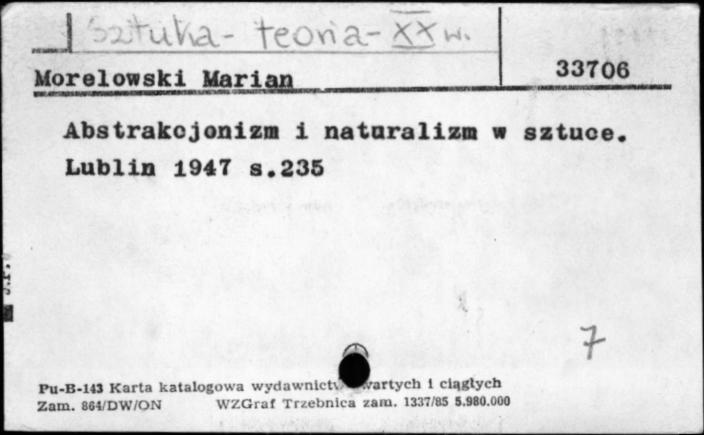 sztuka - teoria - XX w.
Morelowski Marian 33706
Abstrakcjonizm i naturalizm w sztuce.
Lublin 1947 s.235
7
Pu-B-143 Karta katalogowa wydawnictw zwartych i ciągłych
Zam. 864/DW/ON WZGraf Trzebnica zam. 1337/85 5.980.000